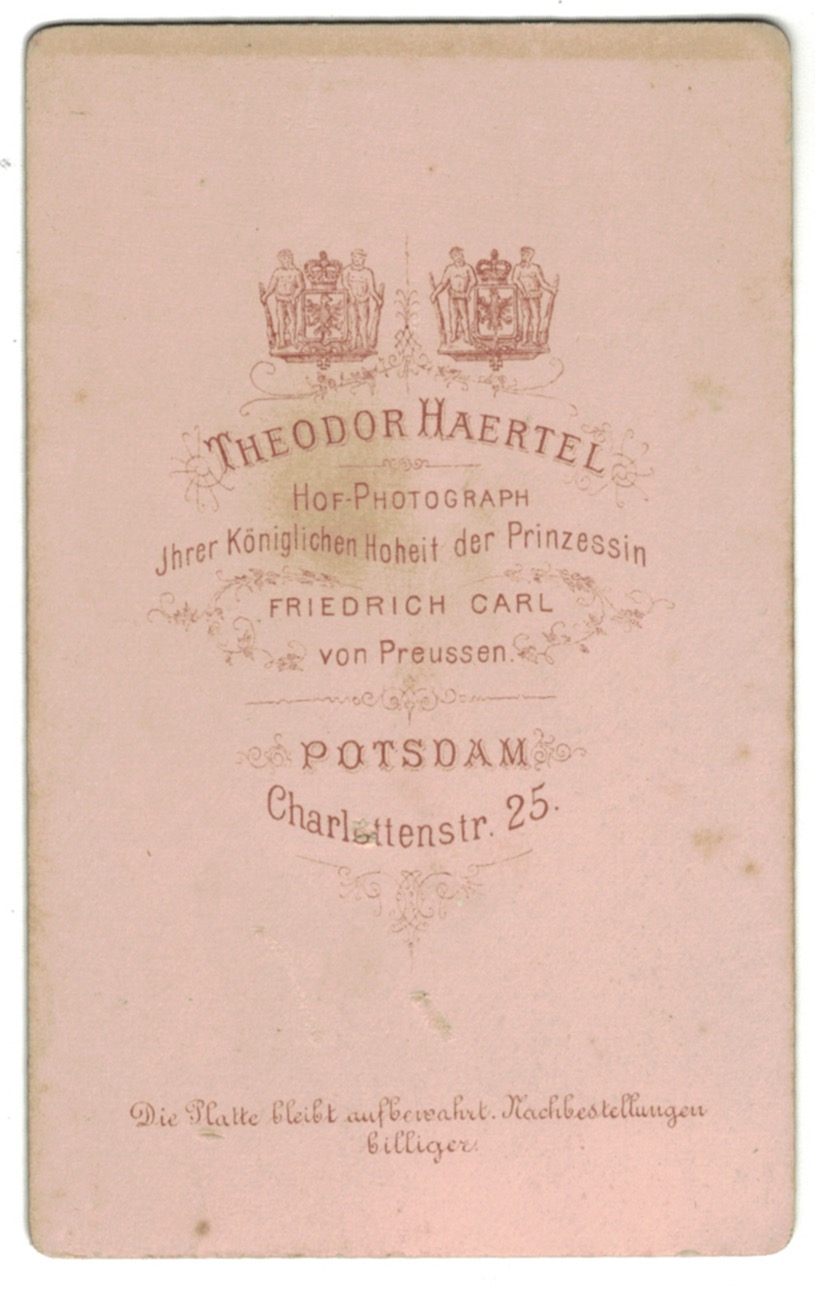 THEODOR HAERTEL
HOF-PHOTOGRAPH
Jhrer Königlichen Hoheit der Prinzessin
FRIEDRICH CARL
von Preussen.
POTSDAM
Charlottenstr. 25.
Die Platte bleibt aufbewahrt. Nachbestellungen
billiger.